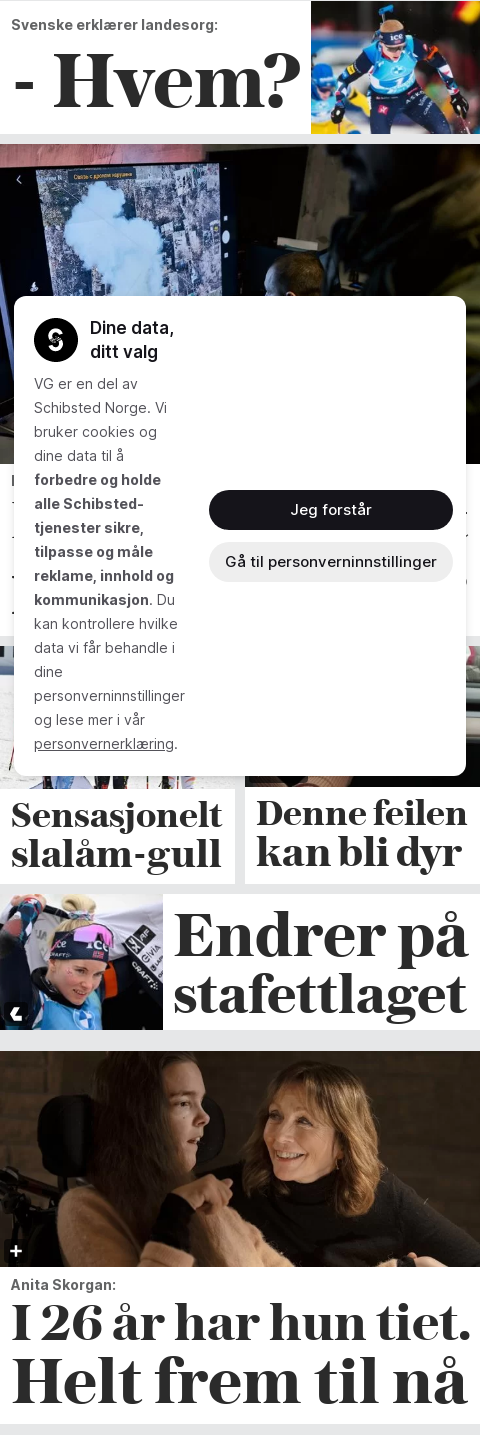 Svenske erklærer landesorg:
- Hvem?
Dine data,
ditt valg
VG er en del av
Schibsted Norge. Vi
bruker cookies og
dine data til å
forbedre og holde
alle Schibsted-
tjenester sikre,
tilpasse og måle
reklame, innhold og
kommunikasjon. Du
kan kontrollere hvilke
data vi får behandle i
dine
personverninnstillinger
og lese mer i vår
personvernerklæring.
Jeg forstår
Gå til personverninnstillinger
Sensasjonelt
slalåm-gull
Denne feilen
kan bli dyr
Endrer på
stafettlaget
Anita Skorgan:
I 26 år har hun tiet.
Helt frem til nå